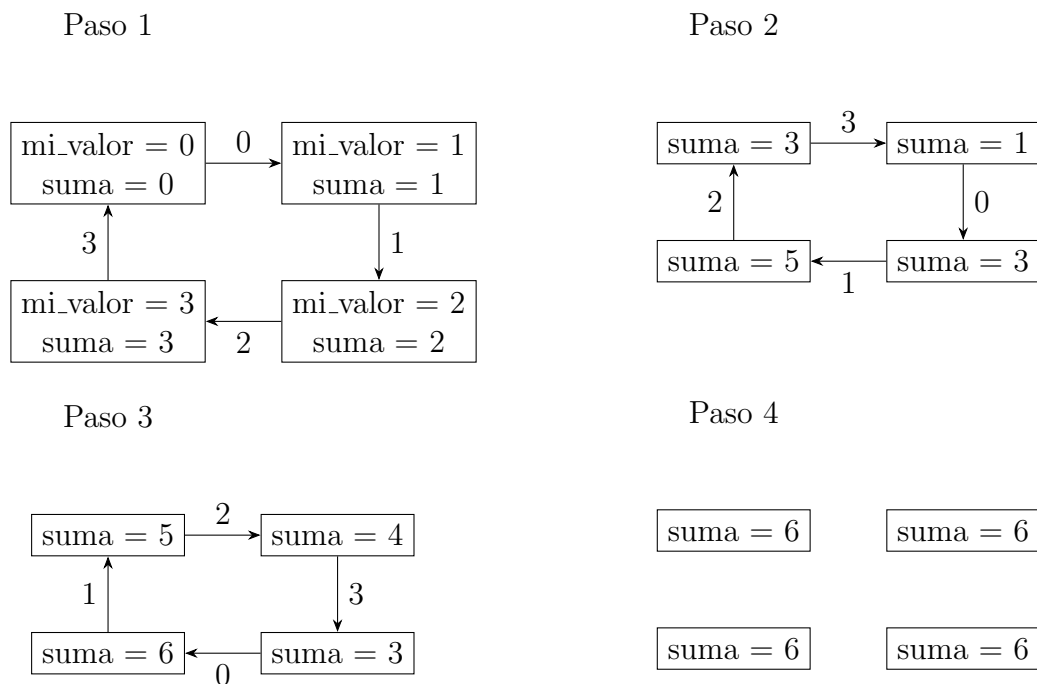 Paso 1
mi_valor = 0
suma = 0
0
mi_valor = 1
suma = 1
3
1
mi_valor = 3
suma = 3
2
mi_valor = 2
suma = 2
Paso 2
suma = 3
3
suma = 1
2
0
suma = 5
1
suma = 3
Paso 3
suma = 5
2
suma = 4
1
3
suma = 6
0
suma = 3
Paso 4
suma = 6
suma = 6
suma = 6
suma = 6